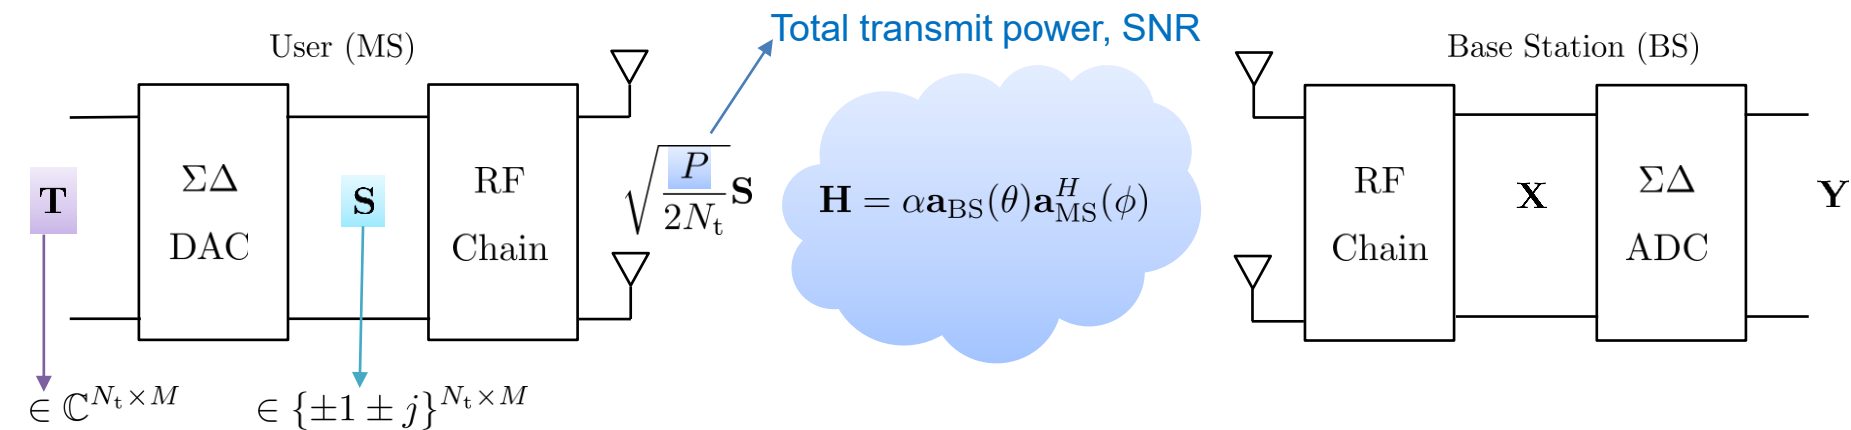 Total transmit power, SNR
User (MS)
Base Station (BS)
T
ΣΔ
DAC
S
RF
Chain
√(P/2N_t) S
H = αa_BS(θ)a_MS^H(ϕ)
RF
Chain
X
ΣΔ
ADC
Y
∈ ℂ^{N_t×M}
∈ {±1 ± j}^{N_t×M}